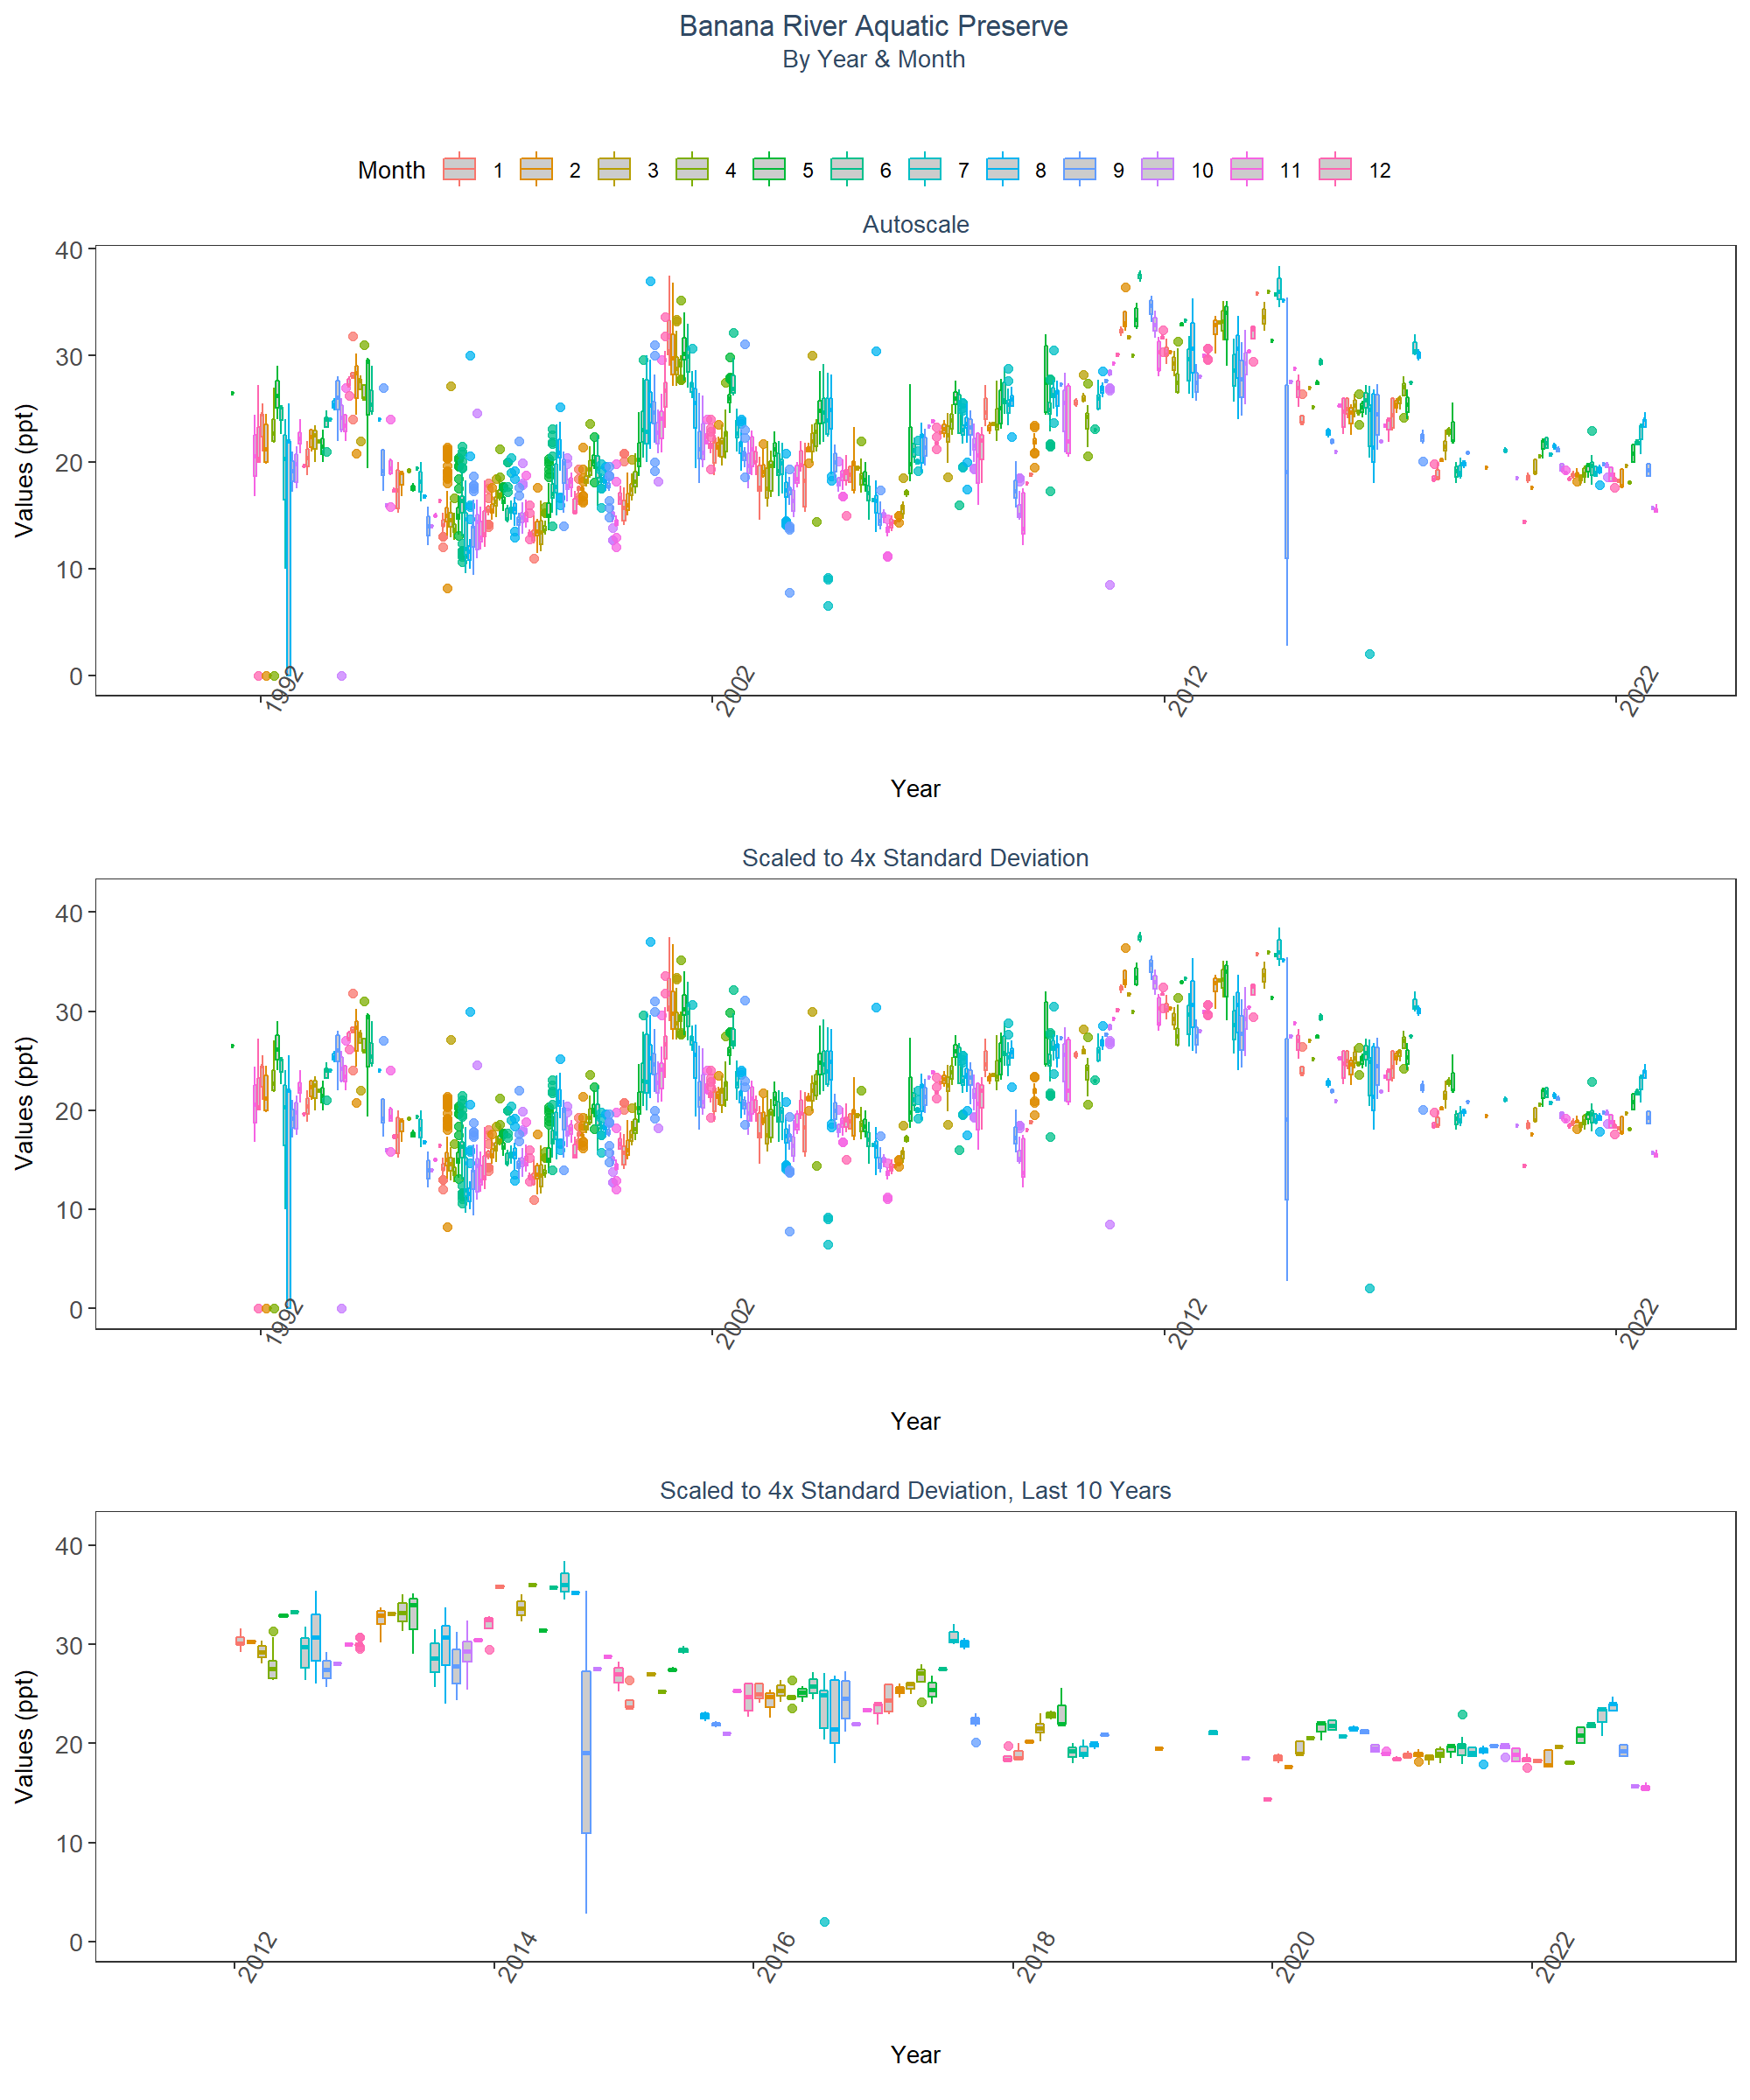 Banana River Aquatic Preserve
By Year & Month
Month 1 2 3 4 5 6 7 8 9 10 11 12
Autoscale
40
30
20
10
0
Values (ppt)
1992 2002 2012 2022
Year
Scaled to 4x Standard Deviation
40
30
20
10
0
Values (ppt)
1992 2002 2012 2022
Year
Scaled to 4x Standard Deviation, Last 10 Years
40
30
20
10
0
Values (ppt)
2012 2014 2016 2018 2020 2022
Year